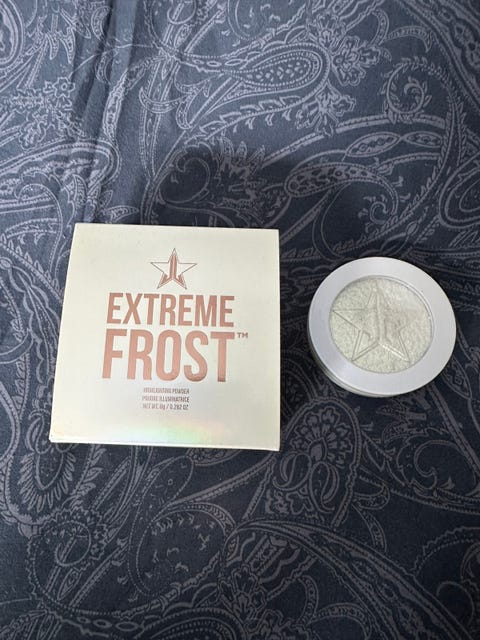 EXTREME
FROST™
HIGHLIGHTING POWDER
POUDRE ILLUMINATRICE
NET WT. 8g / 0.282 OZ